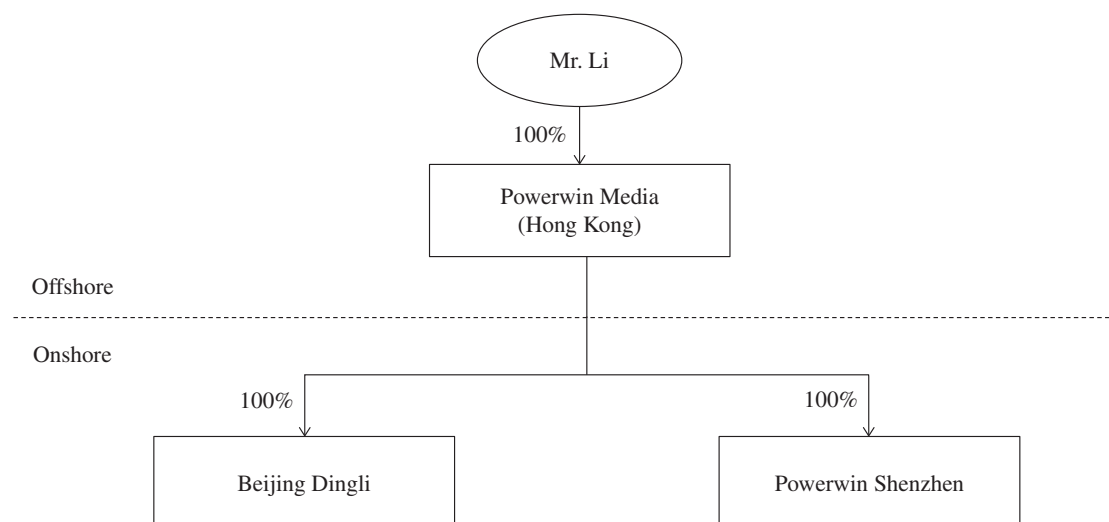 Mr. Li
100%
Powerwin Media
(Hong Kong)
Offshore
Onshore
100%
100%
Beijing Dingli
Powerwin Shenzhen